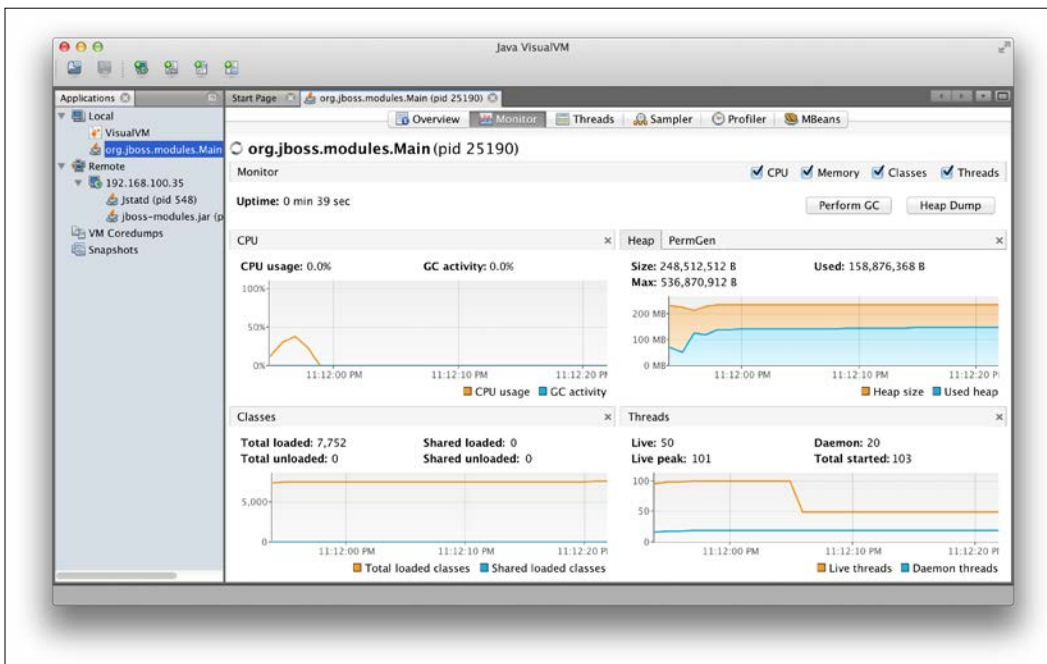 Java VisualVM
Applications
Start Page
org.jboss.modules.Main (pid 25190)
Local
VisualVM
org.jboss.modules.Main
Remote
192.168.100.35
Jstatd (pid 548)
jboss-modules.jar (p
VM Coredumps
Snapshots
Overview
Monitor
Threads
Sampler
Profiler
MBeans
org.jboss.modules.Main (pid 25190)
Monitor
CPU
Memory
Classes
Threads
Uptime: 0 min 39 sec
Perform GC
Heap Dump
CPU
CPU usage: 0.0%
GC activity: 0.0%
100%
50%
0%
11:12:00 PM
11:12:10 PM
11:12:20 PM
CPU usage
GC activity
Heap
PermGen
Size: 248,512,512 B
Used: 158,876,368 B
Max: 536,870,912 B
200 MB
100 MB
0 MB
11:12:00 PM
11:12:10 PM
11:12:20 P
Heap size
Used heap
Classes
Total loaded: 7,752
Shared loaded: 0
Total unloaded: 0
Shared unloaded: 0
5,000
0
11:12:00 PM
11:12:10 PM
11:12:20 P
Total loaded classes
Shared loaded classes
Threads
Live: 50
Daemon: 20
Live peak: 101
Total started: 103
100
50
0
11:12:00 PM
11:12:10 PM
11:12:20 P
Live threads
Daemon threads